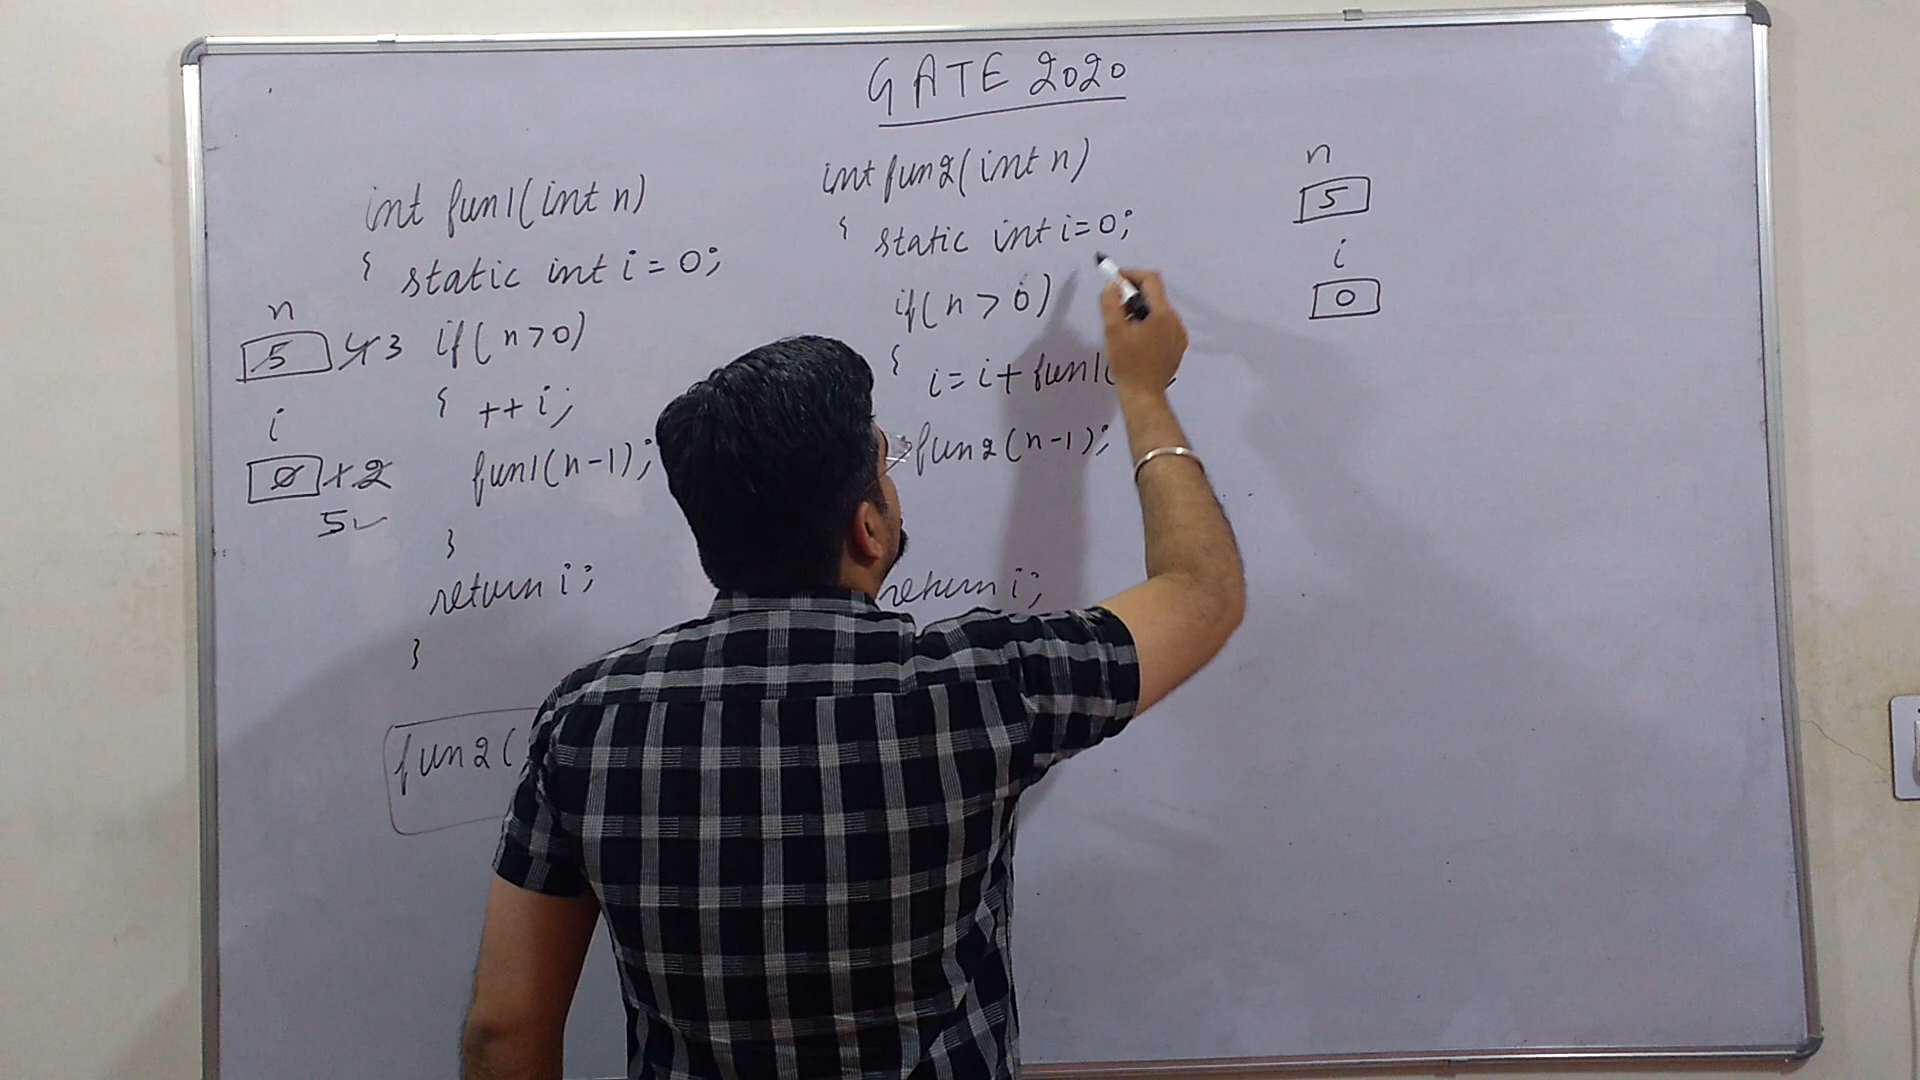 GATE 2020
int fun1(int n)
{ static int i = 0;
if(n>0)
{ ++i;
fun1(n-1);
}
return i;
}
n
5 4 3
i
0 1 2
5✓
fun2(
int fun2(int n)
{ static int i=0;
if(n > 0)
{ i=i+fun1(
fun2(n-1);
return i;
n
5
i
0